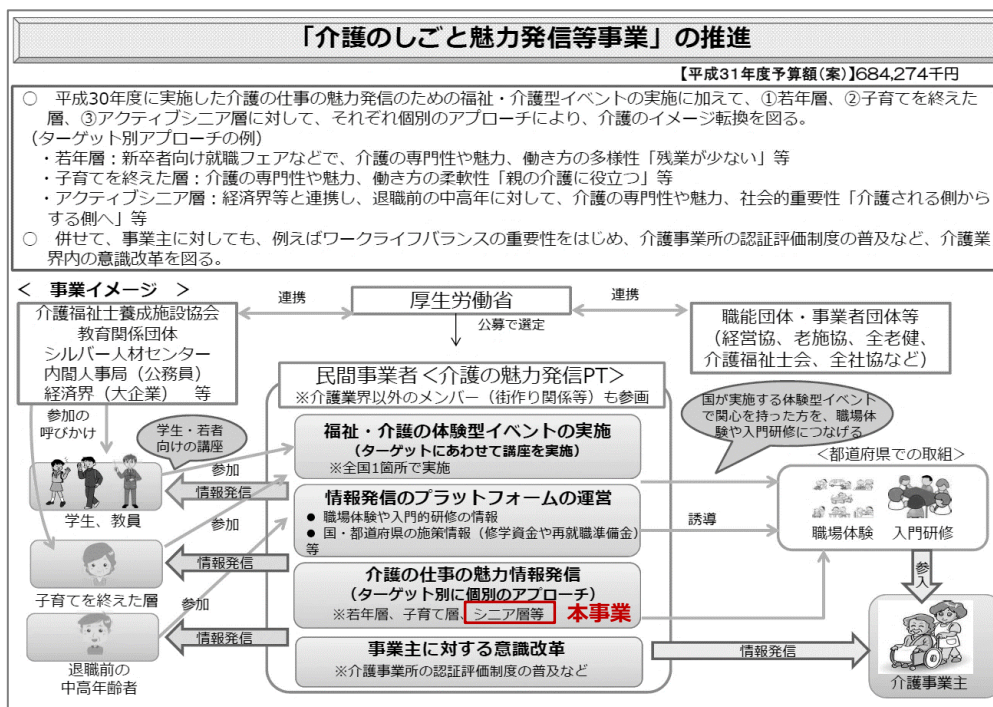 「介護のしごと魅力発信等事業」の推進
【平成31年度予算額(案)】684,274千円
○　平成30年度に実施した介護の仕事の魅力発信のための福祉・介護型イベントの実施に加えて、①若年層、②子育てを終えた
層、③アクティブシニア層に対して、それぞれ個別のアプローチにより、介護のイメージ転換を図る。
（ターゲット別アプローチの例）
・若年層：新卒者向け就職フェアなどで、介護の専門性や魅力、働き方の多様性「残業が少ない」等
・子育てを終えた層：介護の専門性や魅力、働き方の柔軟性「親の介護に役立つ」等
・アクティブシニア層：経済界等と連携し、退職前の中高年に対して、介護の専門性や魅力、社会的重要性「介護される側から
する側へ」等
○　併せて、事業主に対しても、例えばワークライフバランスの重要性をはじめ、介護事業所の認証評価制度の普及など、介護業
界内の意識改革を図る。
＜　事業イメージ　＞
介護福祉士養成施設協会
教育関係団体
シルバー人材センター
内閣人事局（公務員）
経済界（大企業）　等
連携
厚生労働省
連携
公募で選定
職能団体・事業者団体等
（経営協、老施協、全老健、
介護福祉士会、全社協など）
民間事業者＜介護の魅力発信PT＞
※介護業界以外のメンバー（街作り関係等）も参画
国が実施する体験型イベント
で関心を持った方を、職場体
験や入門研修につなげる
参加の
呼びかけ
学生・若者
向けの講座
福祉・介護の体験型イベントの実施
（ターゲットにあわせて講座を実施）
※全国1箇所で実施
＜都道府県での取組＞
参加
情報発信
学生、教員
情報発信のプラットフォームの運営
● 職場体験や入門的研修の情報
● 国・都道府県の施策情報（修学資金や再就職準備金）
等
誘導
職場体験　入門研修
参加
情報発信
子育てを終えた層
介護の仕事の魅力情報発信
（ターゲット別に個別のアプローチ）
※若年層、子育て層、シニア層等
本事業
参入
参加
情報発信
退職前の
中高年齢者
事業主に対する意識改革
※介護事業所の認証評価制度の普及など
情報発信
介護事業主